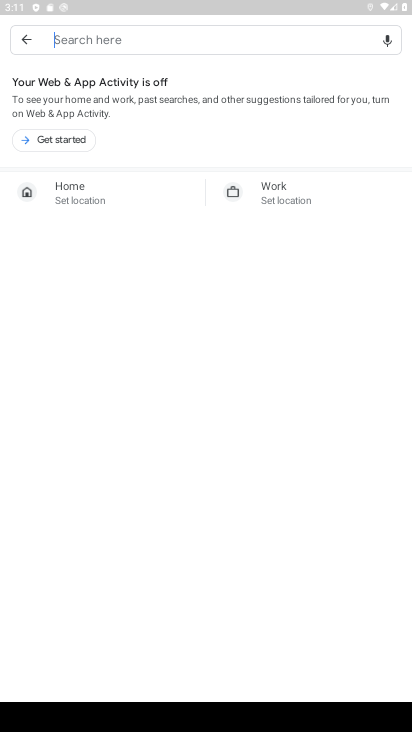 3:11
Search here
Your Web & App Activity is off
To see your home and work, past searches, and other suggestions tailored for you, turn
on Web & App Activity.
Get started
Home
Set location
Work
Set location